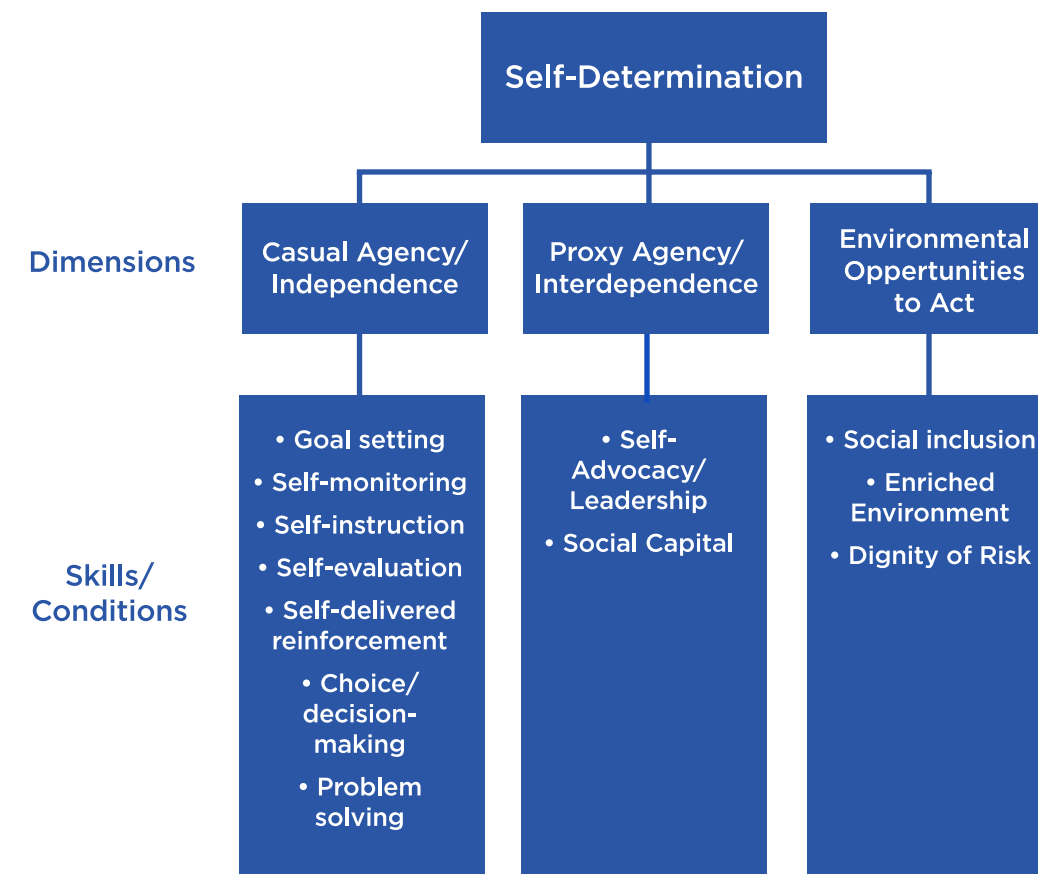 Self-Determination
Dimensions
Casual Agency/
Independence
Proxy Agency/
Interdependence
Environmental
Oppertunities
to Act
Skills/
Conditions
• Goal setting
• Self-monitoring
• Self-instruction
• Self-evaluation
• Self-delivered
reinforcement
• Choice/
decision-
making
• Problem
solving
• Self-
Advocacy/
Leadership
• Social Capital
• Social inclusion
• Enriched
Environment
• Dignity of Risk